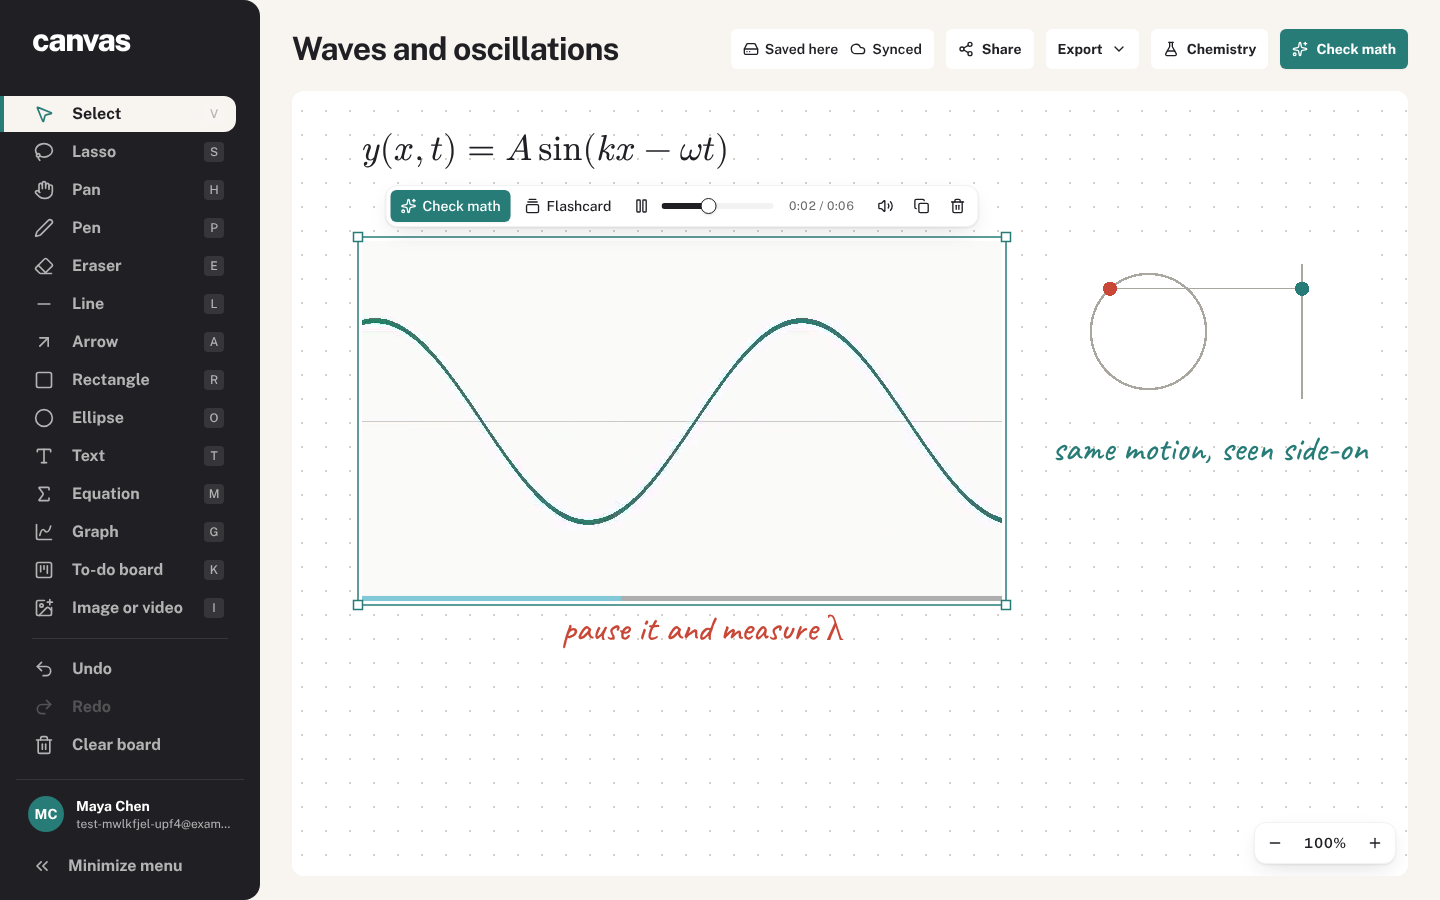 canvas
Select V
Lasso S
Pan H
Pen P
Eraser E
Line L
Arrow A
Rectangle R
Ellipse O
Text T
Equation M
Graph G
To-do board K
Image or video I
Undo
Redo
Clear board
MC
Maya Chen
test-mwlkfjel-upf4@exam...
Minimize menu
Waves and oscillations
Saved here Synced
Share
Export
Chemistry
Check math
y(x, t) = A sin(kx − ωt)
Check math Flashcard 0:02 / 0:06
same motion, seen side-on
pause it and measure λ
− 100% +